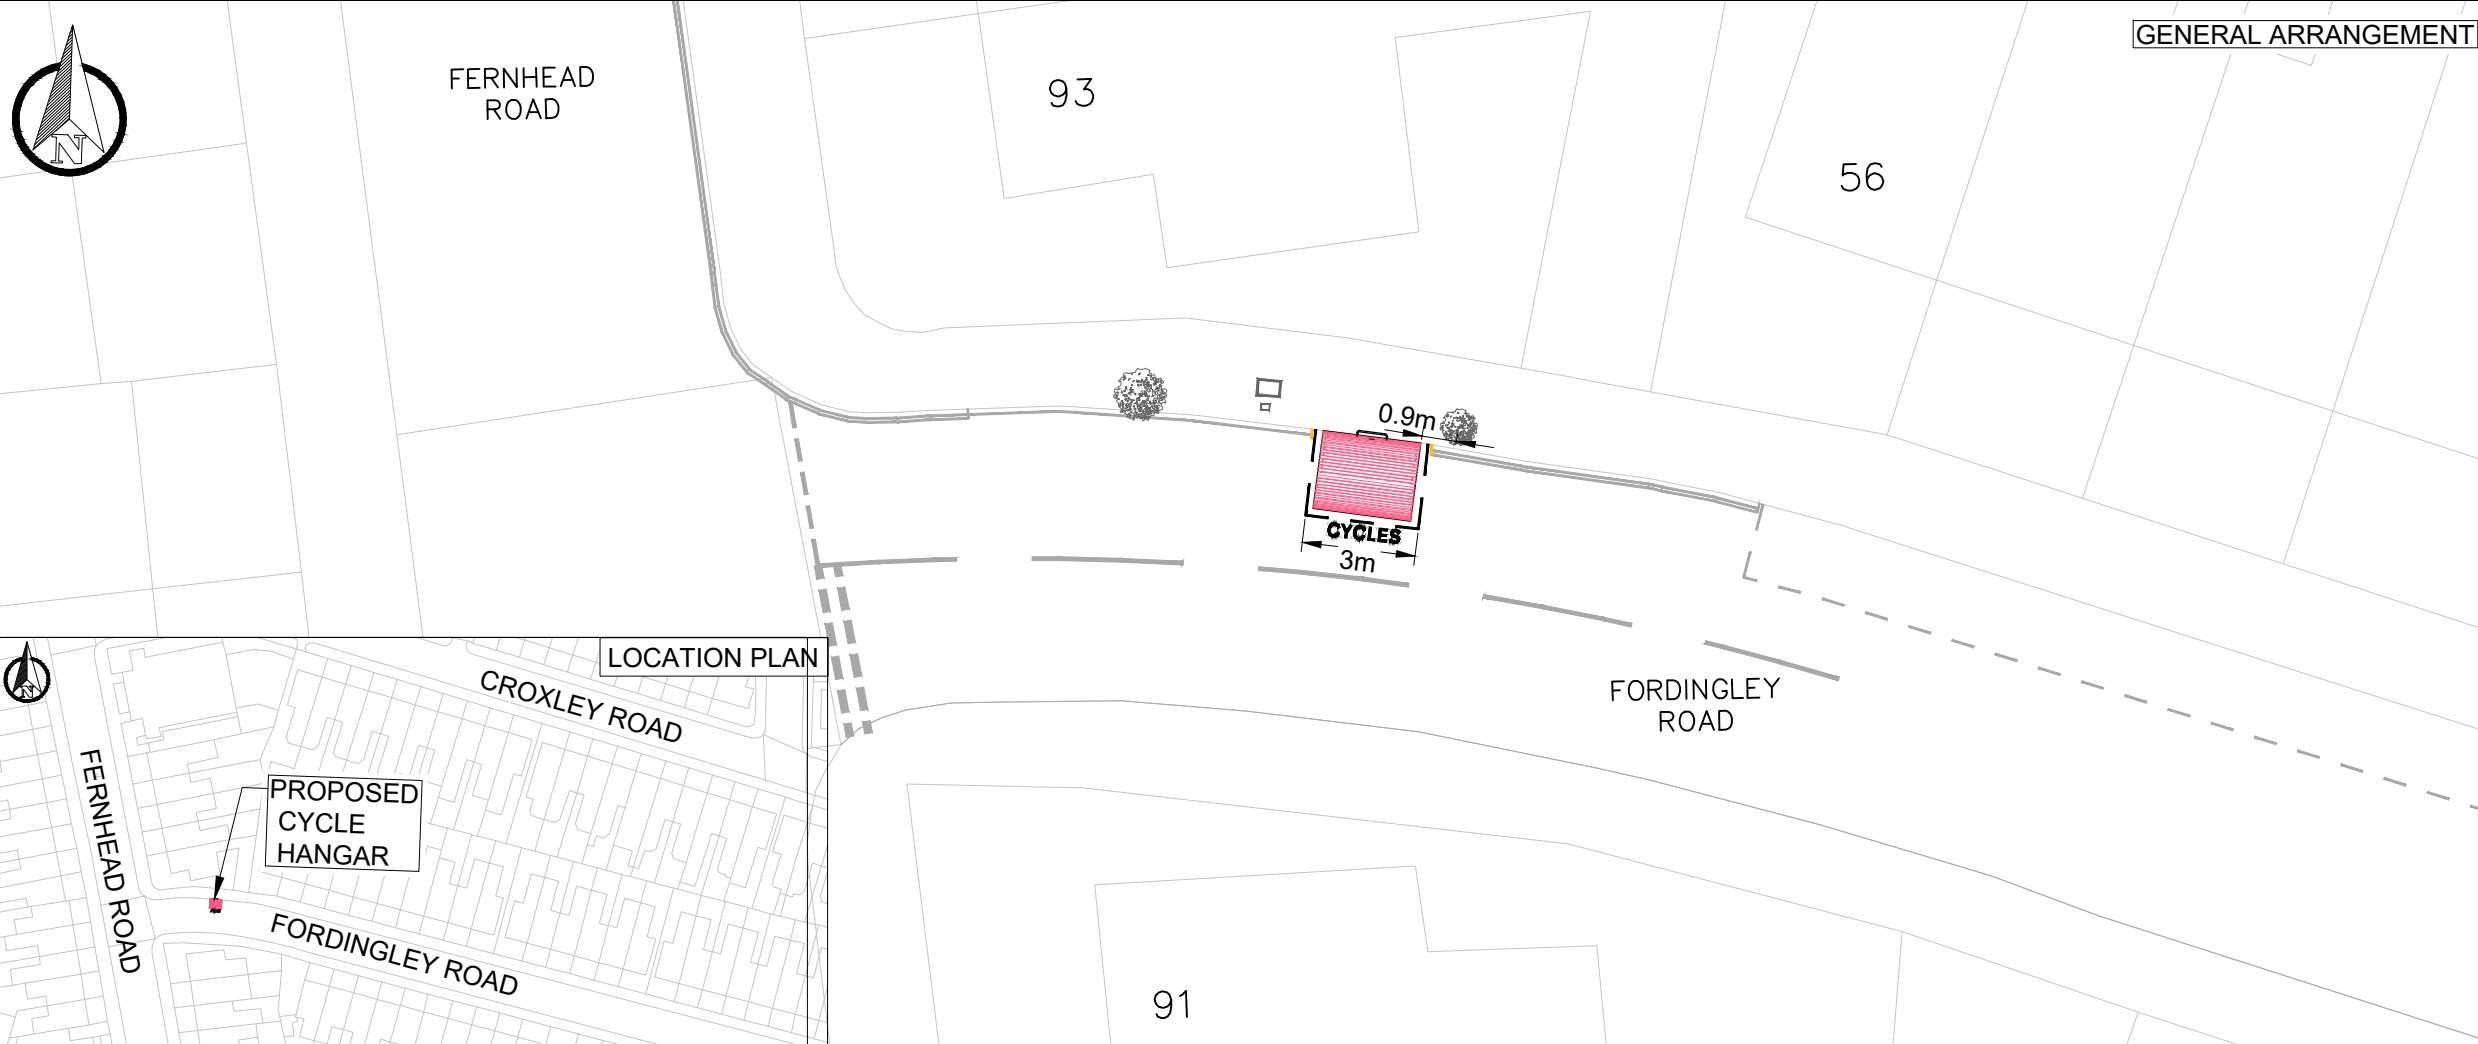 GENERAL ARRANGEMENT
N
FERNHEAD
ROAD
93
56
0.9m
CYCLES
3m
FORDINGLEY
ROAD
91
LOCATION PLAN
N
CROXLEY ROAD
FERNHEAD ROAD
PROPOSED
CYCLE
HANGAR
FORDINGLEY ROAD